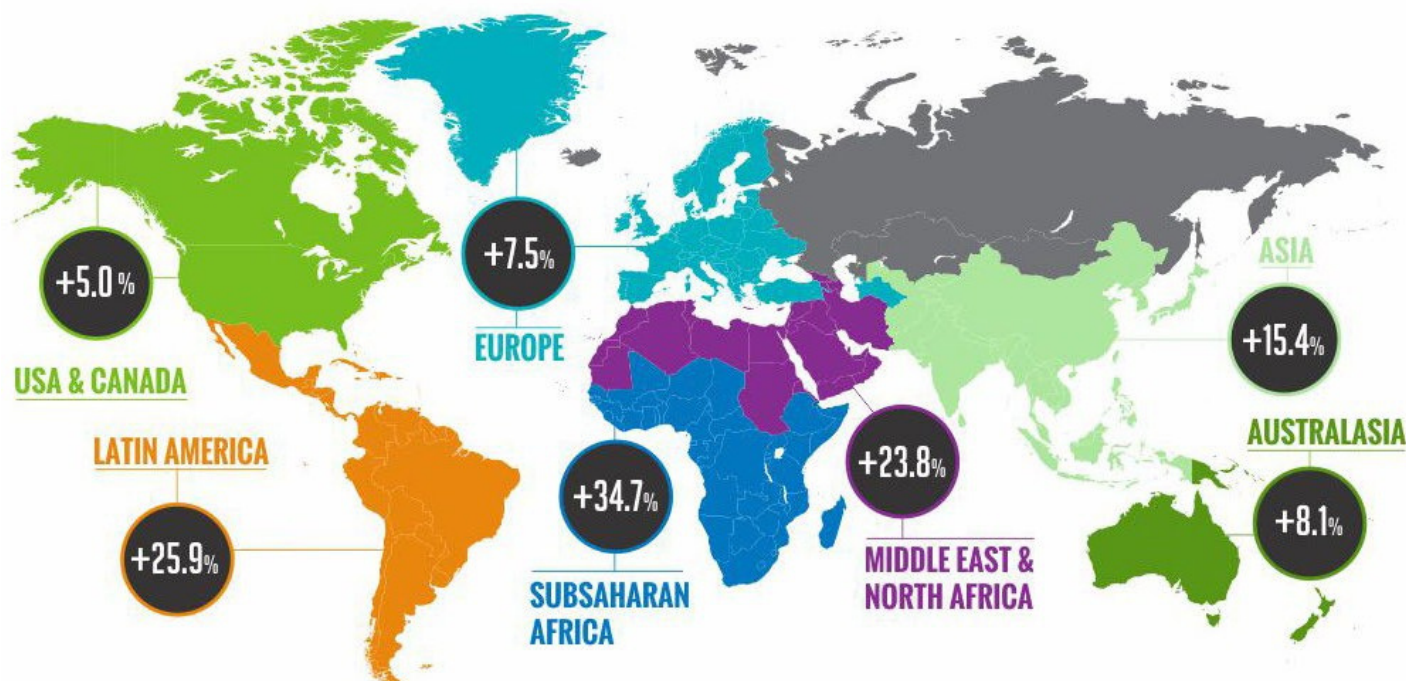 +5.0 %
USA & CANADA
+7.5%
EUROPE
ASIA
+15.4%
LATIN AMERICA
+25.9%
+34.7%
SUBSAHARAN
AFRICA
+23.8%
MIDDLE EAST &
NORTH AFRICA
AUSTRALASIA
+8.1%